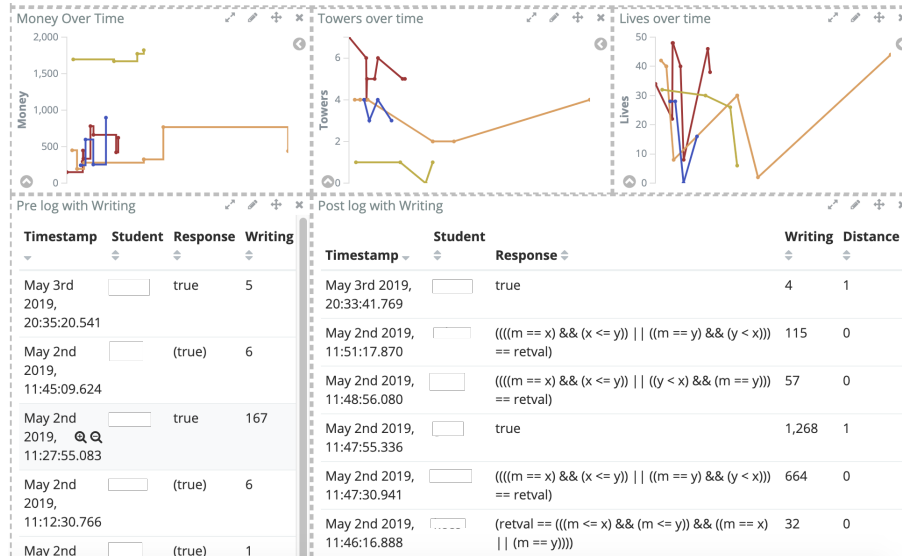 Money Over Time
2,000
1,500
1,000
500
0
Money
Towers over time
6
4
2
0
Towers
Lives over time
50
40
30
20
10
0
Lives
Pre log with Writing
Timestamp Student Response Writing
May 3rd true 5
2019,
20:35:20.541
May 2nd (true) 6
2019,
11:45:09.624
May 2nd true 167
2019,
11:27:55.083
May 2nd (true) 6
2019,
11:12:30.766
May 2nd (true) 1
Post log with Writing
Student Writing Distance
Timestamp Response
May 3rd 2019, true 4 1
20:33:41.769
May 2nd 2019, ((((m == x) && (x <= y)) || ((m == y) && (y < x))) 115 0
11:51:17.870 == retval)
May 2nd 2019, ((((m == x) && (x <= y)) || ((y < x) && (m == y))) 57 0
11:48:56.080 == retval)
May 2nd 2019, true 1,268 1
11:47:55.336
May 2nd 2019, ((((m == x) && (x <= y)) || ((m == y) && (y < x))) 664 0
11:47:30.941 == retval)
May 2nd 2019, (retval == (((m <= x) && (m <= y)) && ((m == x) 32 0
11:46:16.888 || (m == y))))